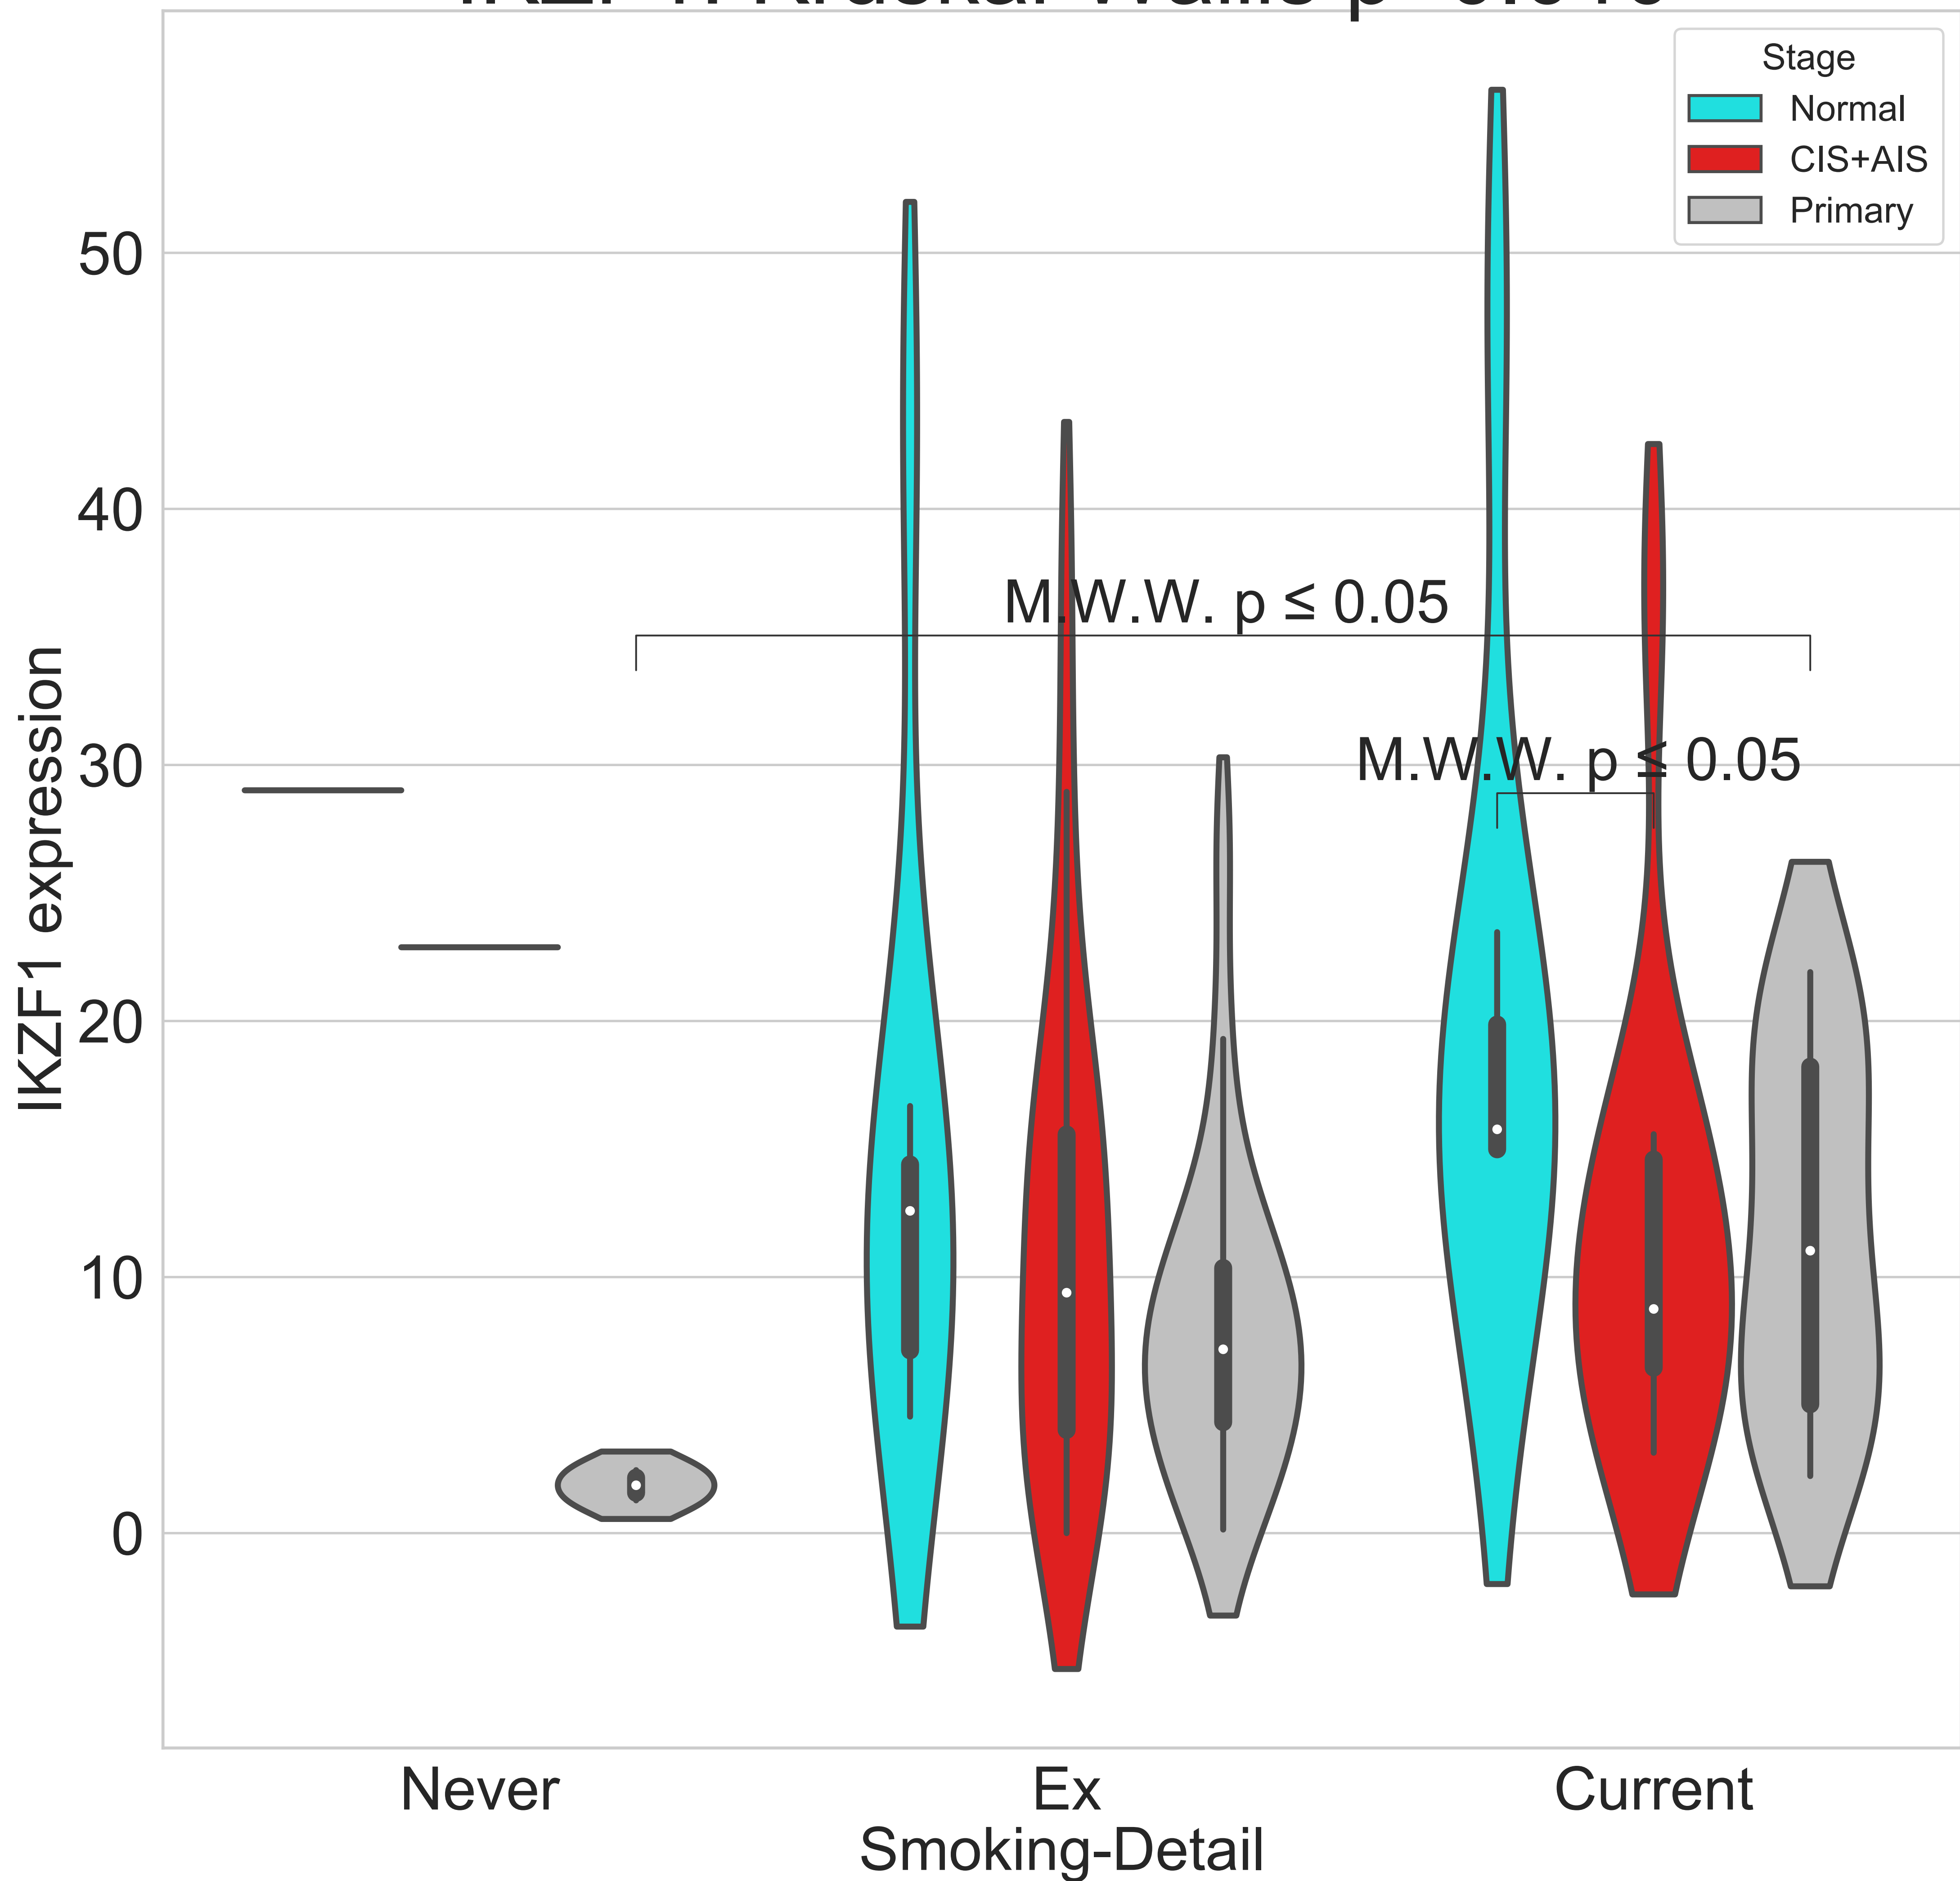 Stage
Normal
CIS+AIS
Primary
50
40
30
20
10
0
IKZF1 expression
M.W.W. p ≤ 0.05
M.W.W. p ≤ 0.05
Never
Ex
Current
Smoking-Detail